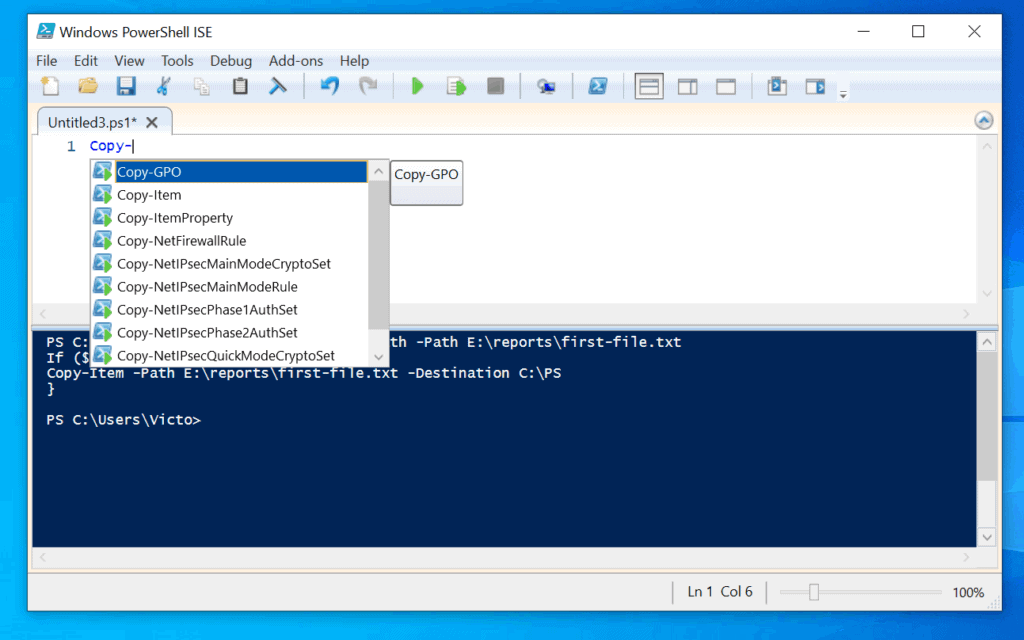 Windows PowerShell ISE
File Edit View Tools Debug Add-ons Help
Untitled3.ps1*
1 Copy-
Copy-GPO
Copy-GPO
Copy-Item
Copy-ItemProperty
Copy-NetFirewallRule
Copy-NetIPsecMainModeCryptoSet
Copy-NetIPsecMainModeRule
Copy-NetIPsecPhase1AuthSet
Copy-NetIPsecPhase2AuthSet
Copy-NetIPsecQuickModeCryptoSet
PS C: th -Path E:\reports\first-file.txt
If ($
Copy-Item -Path E:\reports\first-file.txt -Destination C:\PS
}
PS C:\Users\Victo>
Ln 1 Col 6 100%